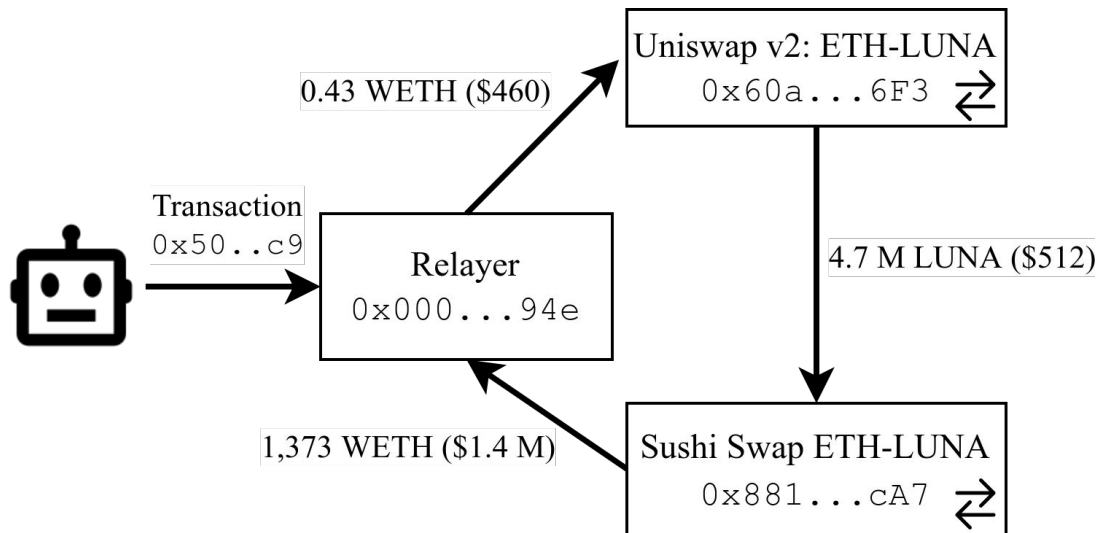 Uniswap v2: ETH-LUNA
0x60a...6F3
0.43 WETH ($460)
Transaction
0x50..c9
Relayer
0x000...94e
4.7 M LUNA ($512)
1,373 WETH ($1.4 M)
Sushi Swap ETH-LUNA
0x881...cA7